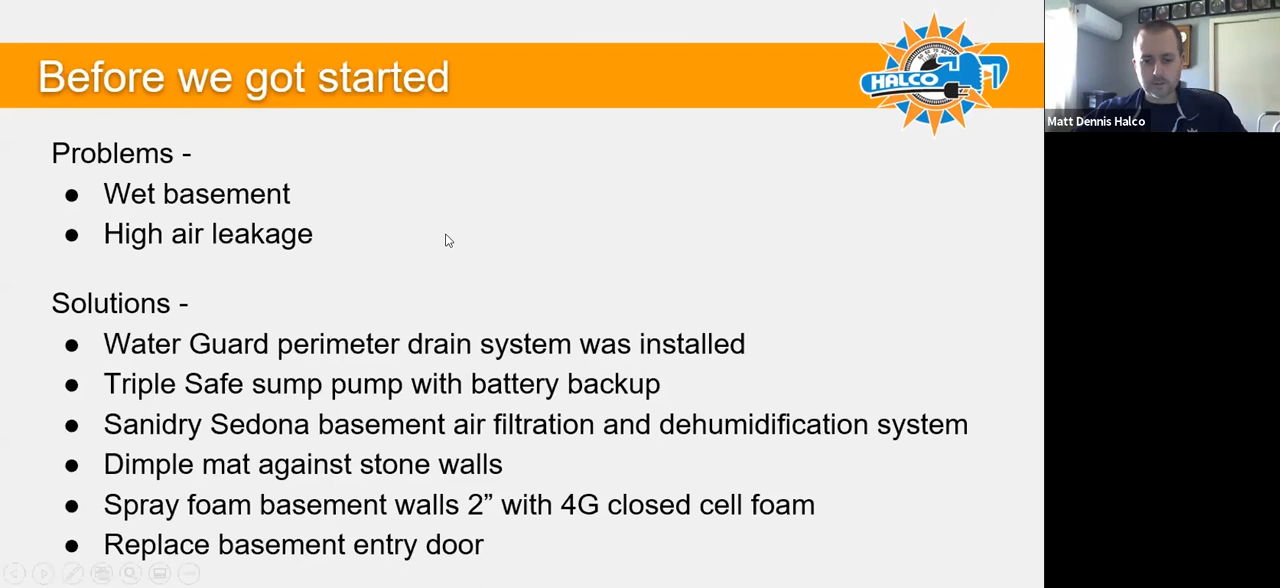 Before we got started
HALCO
Matt Dennis Halco
Problems -
● Wet basement
● High air leakage
Solutions -
● Water Guard perimeter drain system was installed
● Triple Safe sump pump with battery backup
● Sanidry Sedona basement air filtration and dehumidification system
● Dimple mat against stone walls
● Spray foam basement walls 2” with 4G closed cell foam
● Replace basement entry door